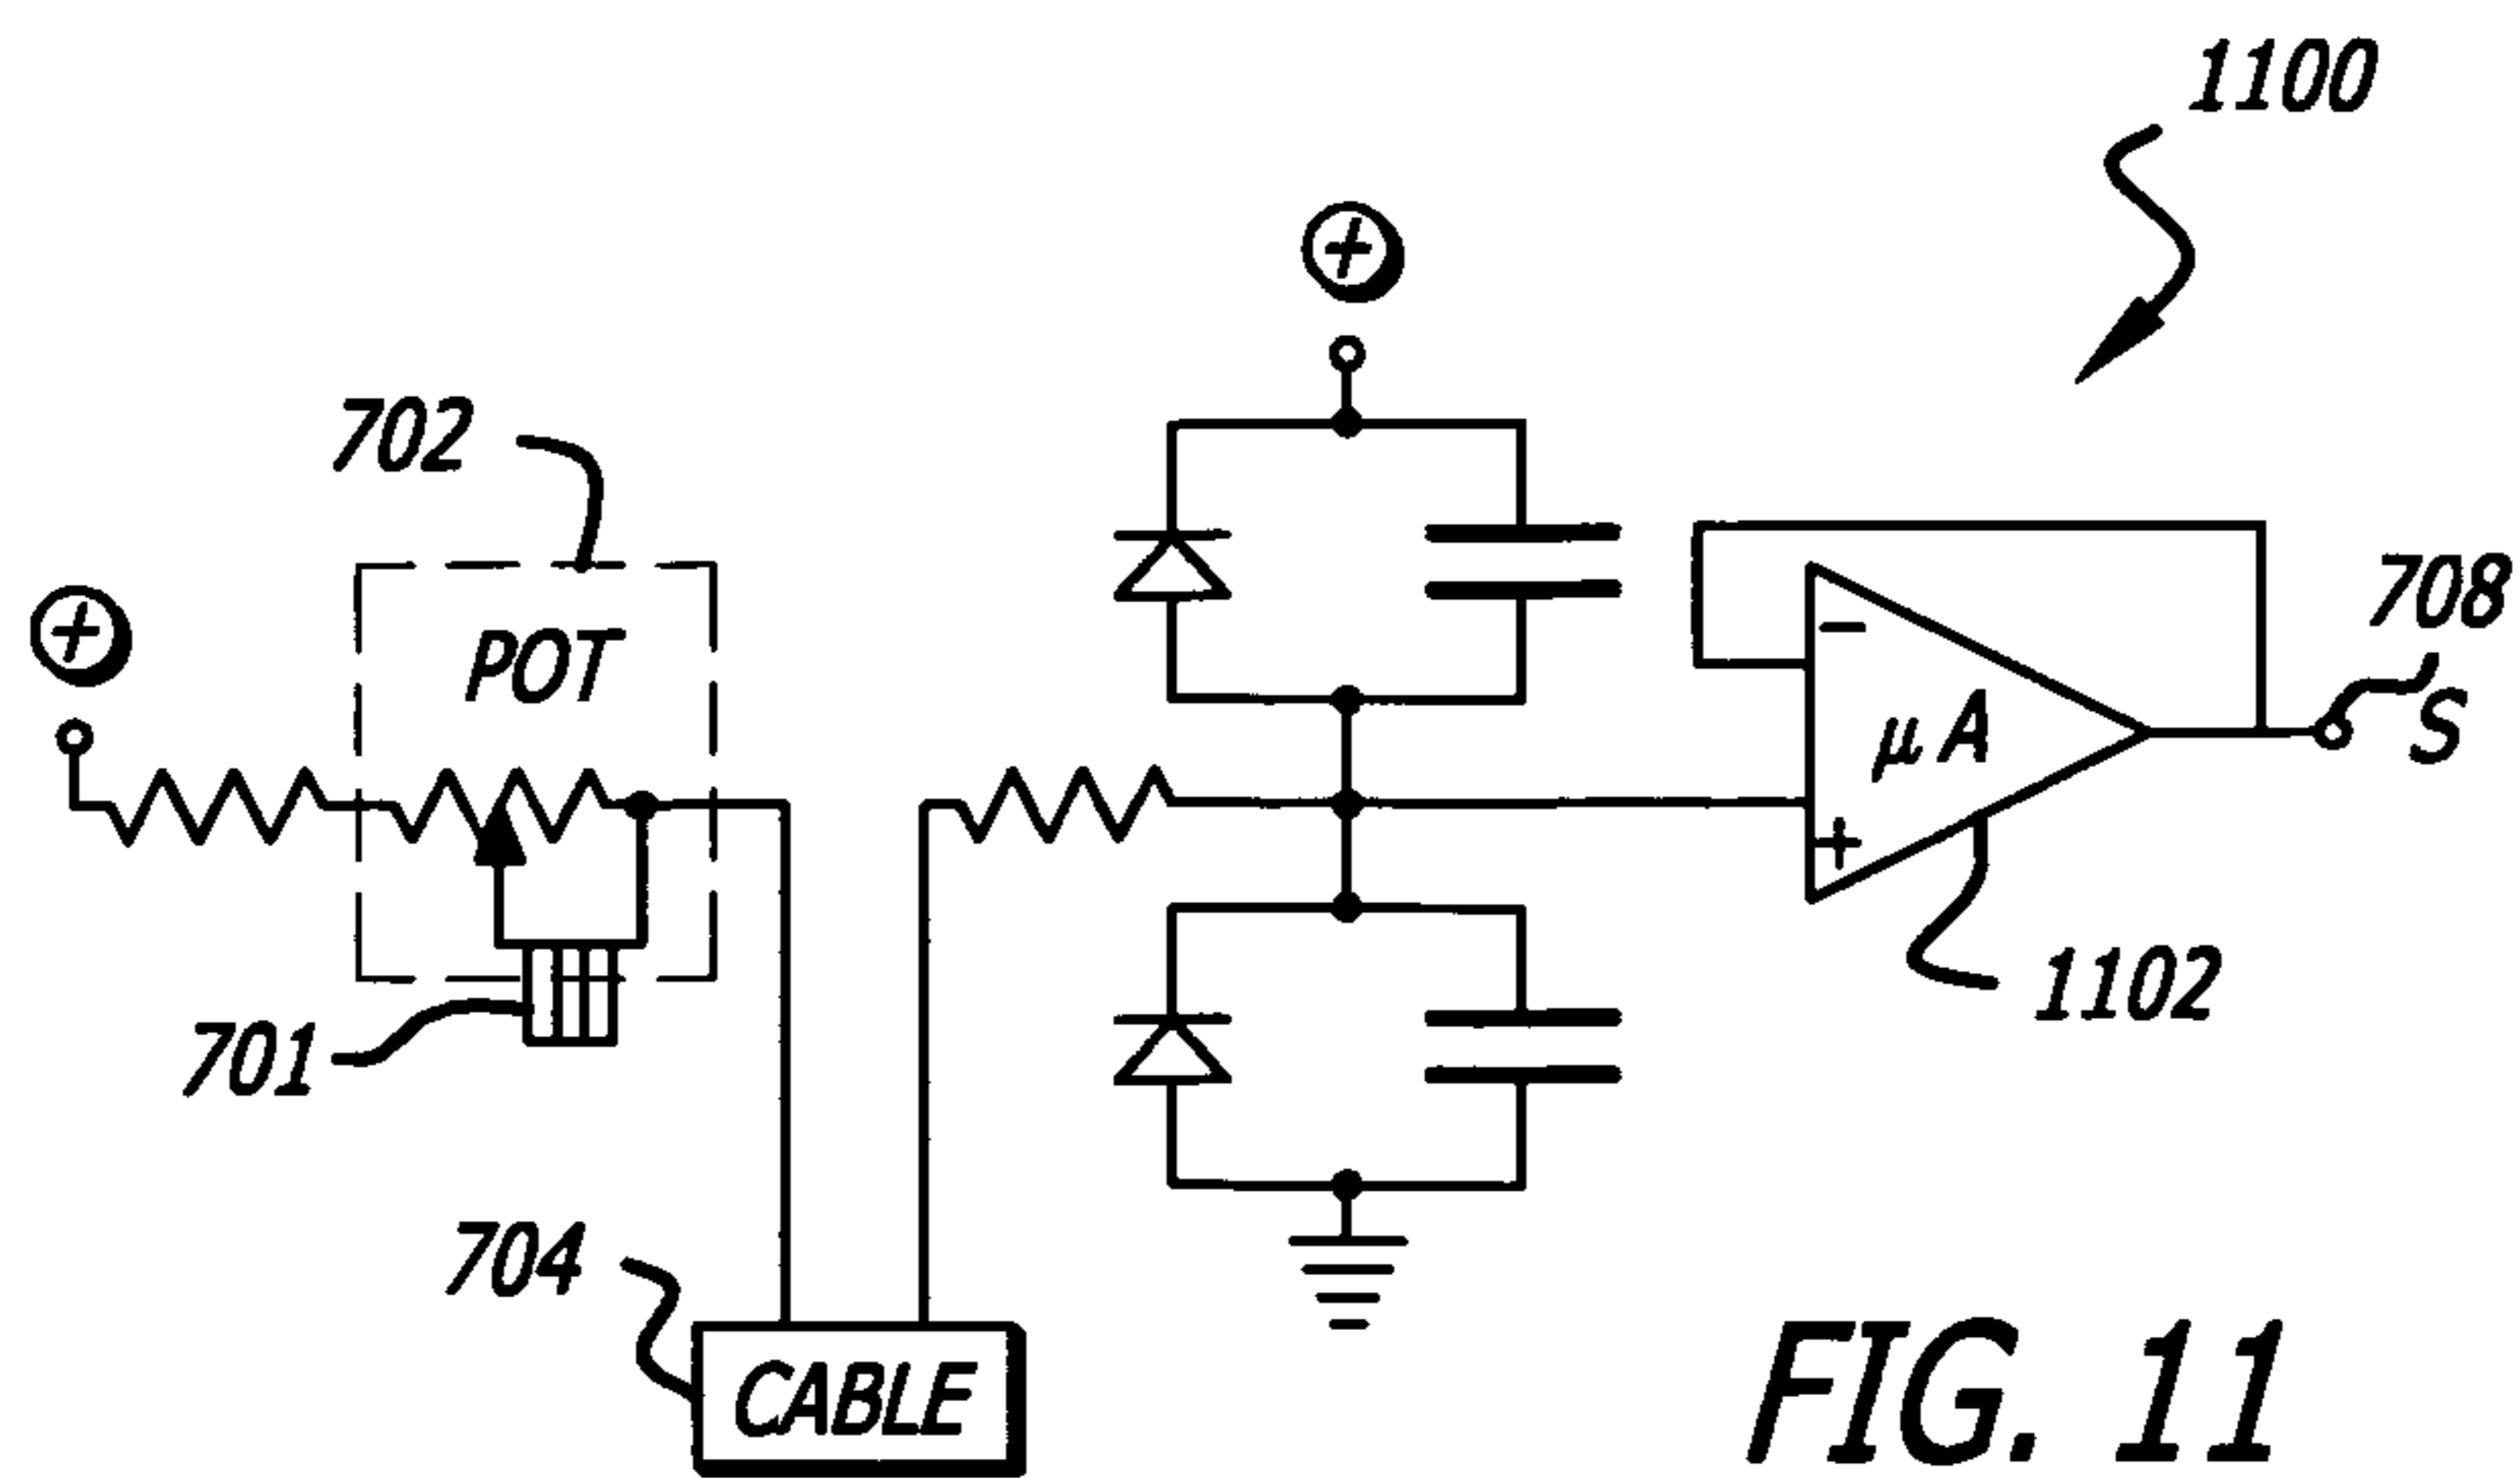 1100
+
702
+
POT
708
−
μA
S
+
701
1102
704
CABLE
FIG. 11